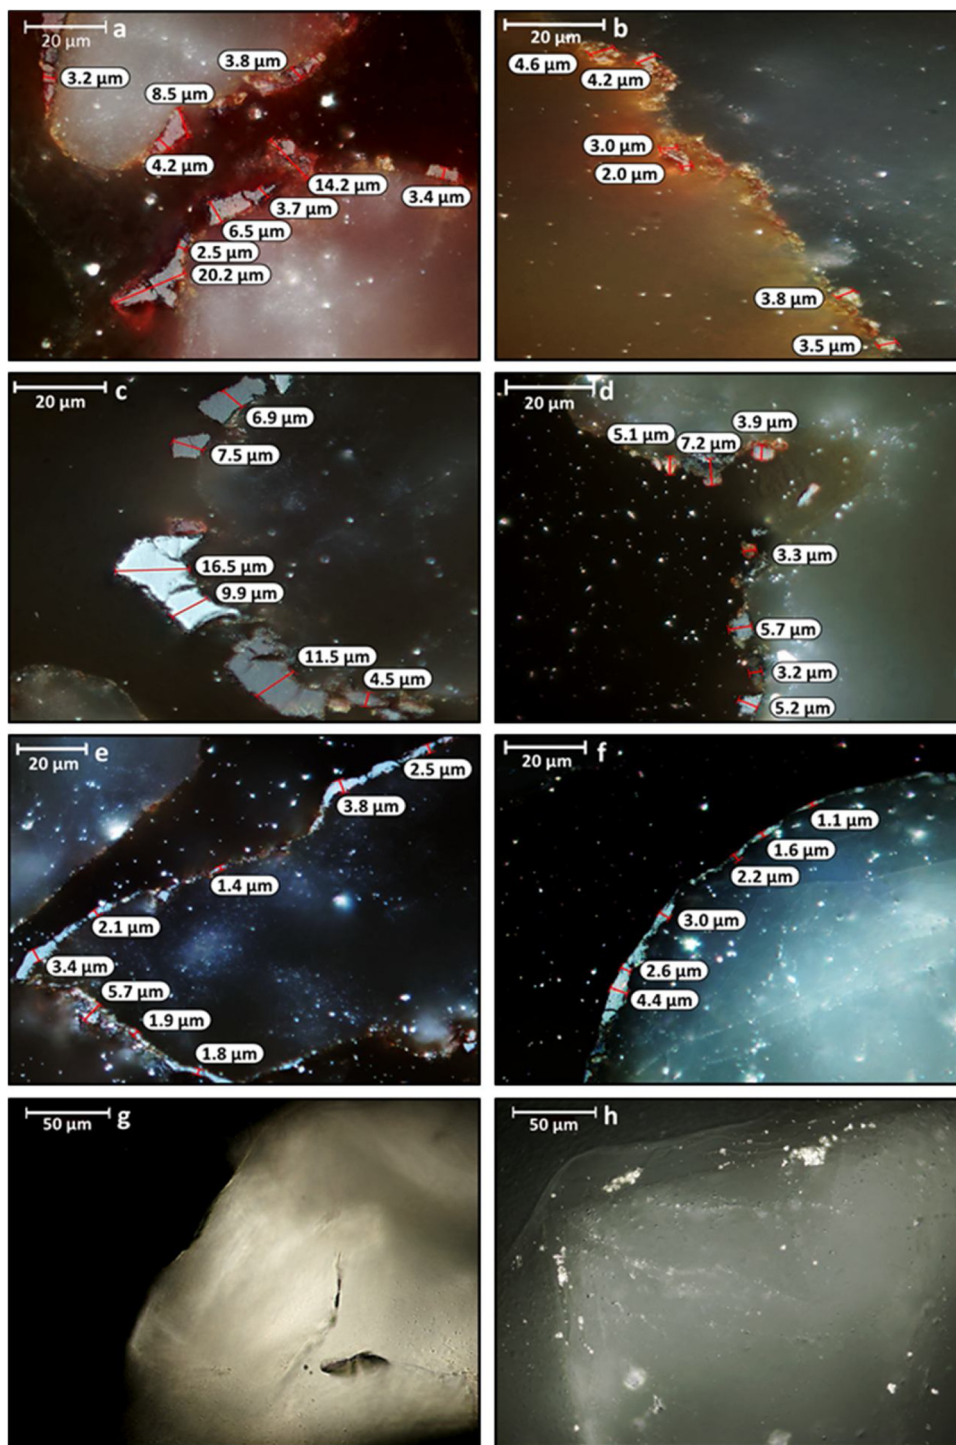 20 µm
a
3.2 µm
3.8 µm
8.5 µm
4.2 µm
14.2 µm
3.4 µm
3.7 µm
6.5 µm
2.5 µm
20.2 µm
20 µm
b
4.6 µm
4.2 µm
3.0 µm
2.0 µm
3.8 µm
3.5 µm
20 µm
c
6.9 µm
7.5 µm
16.5 µm
9.9 µm
11.5 µm
4.5 µm
20 µm
d
3.9 µm
5.1 µm
7.2 µm
3.3 µm
5.7 µm
3.2 µm
5.2 µm
20 µm
e
2.5 µm
3.8 µm
1.4 µm
2.1 µm
3.4 µm
5.7 µm
1.9 µm
1.8 µm
20 µm
f
1.1 µm
1.6 µm
2.2 µm
3.0 µm
2.6 µm
4.4 µm
50 µm
g
50 µm
h